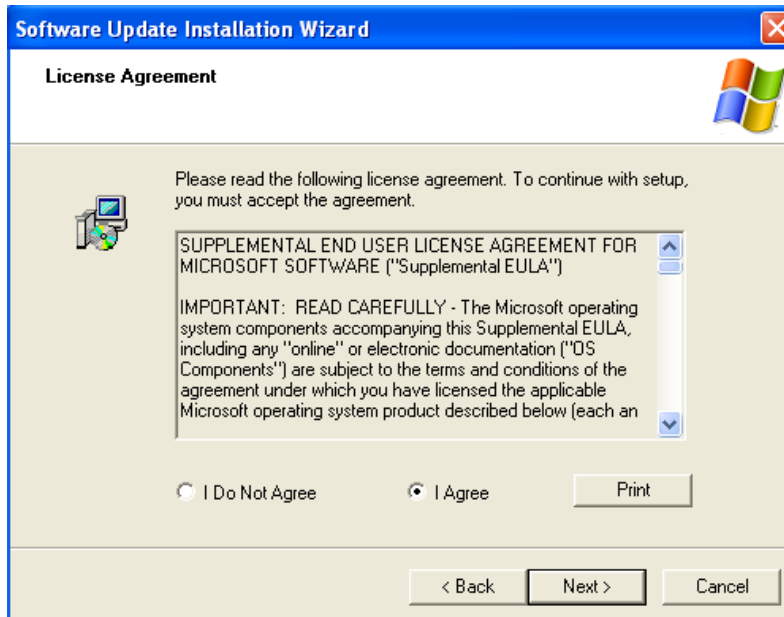 Software Update Installation Wizard
License Agreement
Please read the following license agreement. To continue with setup,
you must accept the agreement.
SUPPLEMENTAL END USER LICENSE AGREEMENT FOR
MICROSOFT SOFTWARE ("Supplemental EULA")
IMPORTANT:  READ CAREFULLY - The Microsoft operating
system components accompanying this Supplemental EULA,
including any "online" or electronic documentation ("OS
Components") are subject to the terms and conditions of the
agreement under which you have licensed the applicable
Microsoft operating system product described below (each an
I Do Not Agree
I Agree
Print
< Back
Next >
Cancel